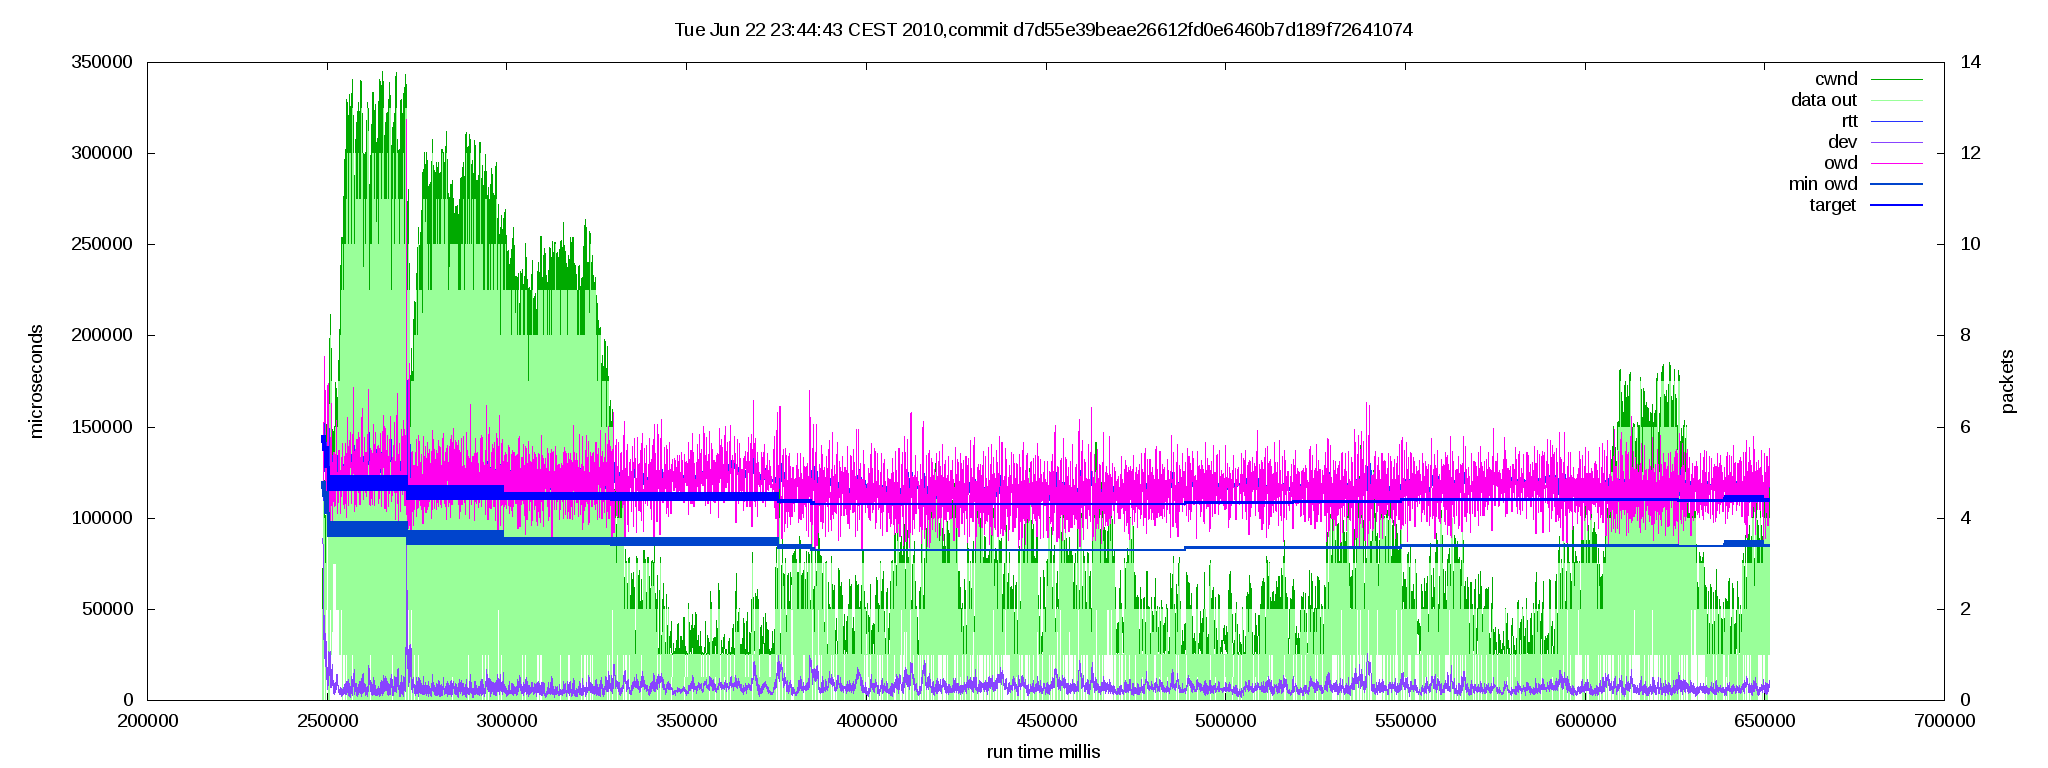 Tue Jun 22 23:44:43 CEST 2010,commit d7d55e39beae26612fd0e6460b7d189f72641074
350000
300000
250000
200000
150000
100000
50000
0
microseconds
14
12
10
8
6
4
2
0
packets
cwnd
data out
rtt
dev
owd
min owd
target
200000 250000 300000 350000 400000 450000 500000 550000 600000 650000 700000
run time millis